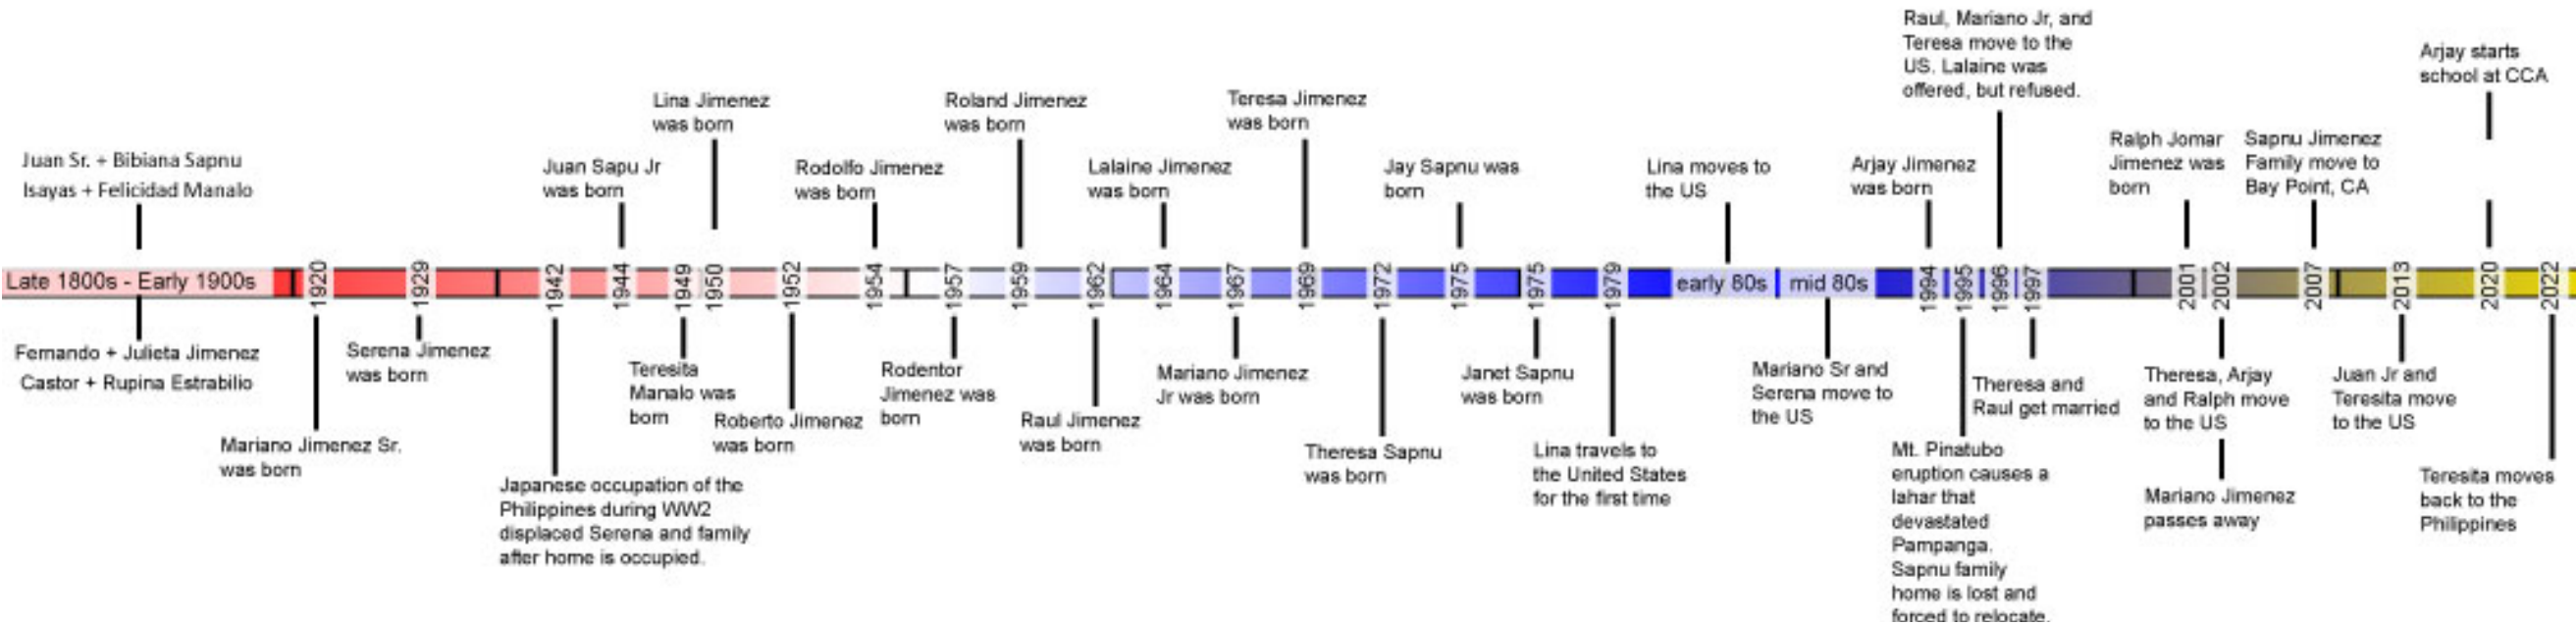 Juan Sr. + Bibiana Sapnu
Isayas + Felicidad Manalo
Late 1800s - Early 1900s
Fernando + Julieta Jimenez
Castor + Rupina Estrabilio
1920
Mariano Jimenez Sr.
was born
1929
Serena Jimenez
was born
1942
Japanese occupation of the
Philippines during WW2
displaced Serena and family
after home is occupied.
Juan Sapu Jr
was born
1944
1949
Teresita
Manalo was
born
Lina Jimenez
was born
1950
1952
Roberto Jimenez
was born
Rodolfo Jimenez
was born
1954
1957
Rodentor
Jimenez was
born
Roland Jimenez
was born
1959
1962
Raul Jimenez
was born
Lalaine Jimenez
was born
1964
1967
Mariano Jimenez
Jr was born
Teresa Jimenez
was born
1969
1972
Theresa Sapnu
was born
Jay Sapnu was
born
1975
1975
Janet Sapnu
was born
1979
Lina travels to
the United States
for the first time
Lina moves to
the US
early 80s
mid 80s
Mariano Sr and
Serena move to
the US
Arjay Jimenez
was born
1994
1995
Mt. Pinatubo
eruption causes a
lahar that
devastated
Pampanga.
Sapnu family
home is lost and
forced to relocate.
Raul, Mariano Jr, and
Teresa move to the
US. Lalaine was
offered, but refused.
1996
1997
Theresa and
Raul get married
Ralph Jomar
Jimenez was
born
2001
2002
Theresa, Arjay
and Ralph move
to the US
Mariano Jimenez
passes away
Sapnu Jimenez
Family move to
Bay Point, CA
2007
2013
Juan Jr and
Teresita move
to the US
Arjay starts
school at CCA
2020
2022
Teresita moves
back to the
Philippines